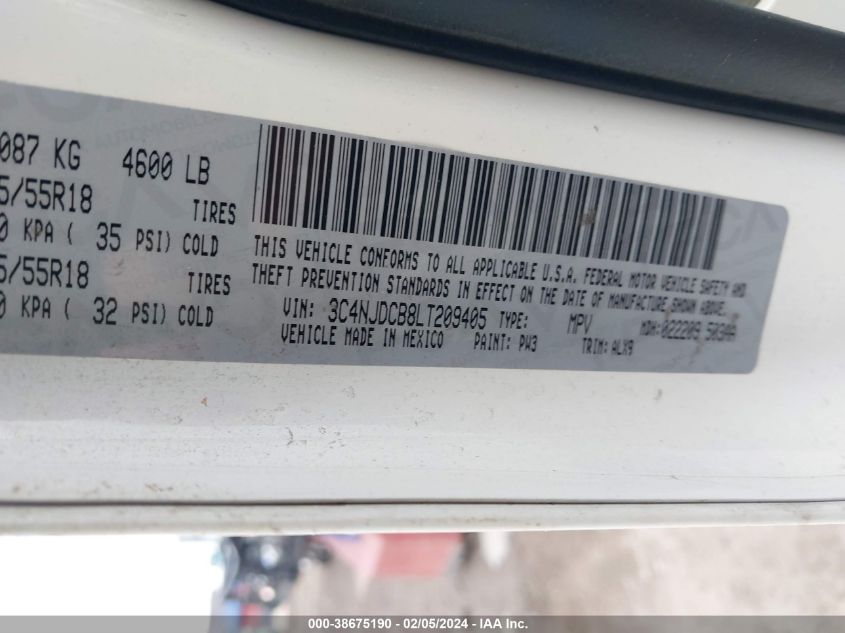 087 KG 4600 LB
5/55R18 TIRES
0 KPA ( 35 PSI) COLD
5/55R18 TIRES
0 KPA ( 32 PSI) COLD
THIS VEHICLE CONFORMS TO ALL APPLICABLE U.S.A. FEDERAL MOTOR VEHICLE SAFETY AND
THEFT PREVENTION STANDARDS IN EFFECT ON THE DATE OF MANUFACTURE SHOWN ABOVE.
VIN: 3C4NJDCB8LT209405 TYPE: MPV MDH: 022209 503AA
VEHICLE MADE IN MEXICO PAINT: PW3 TRIM: ALX9
000-38675190 - 02/05/2024 - IAA Inc.